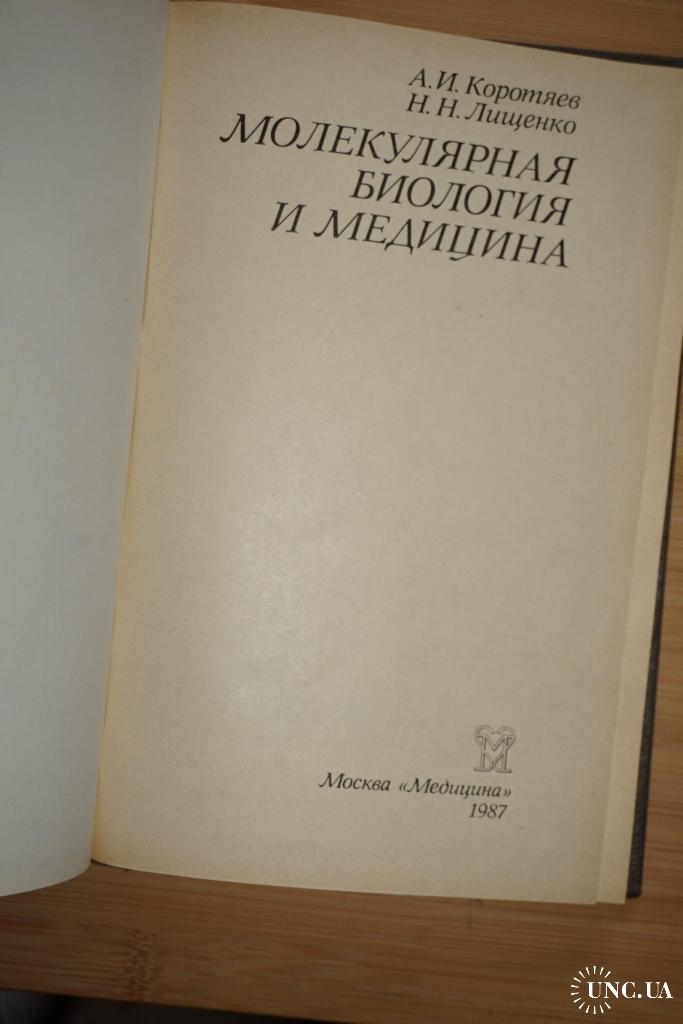 А.И. Коротяев
Н.Н. Лищенко
МОЛЕКУЛЯРНАЯ
БИОЛОГИЯ
И МЕДИЦИНА
М
Москва «Медицина»
1987
UNC.UA